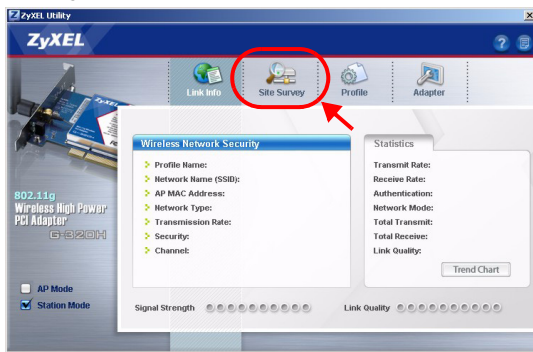 ZyXEL Utility
ZyXEL
Link Info
Site Survey
Profile
Adapter
ZyXEL
Wireless Network Security
Profile Name:
Network Name (SSID):
AP MAC Address:
Network Type:
Transmission Rate:
Security:
Channel:
Statistics
Transmit Rate:
Receive Rate:
Authentication:
Network Mode:
Total Transmit:
Total Receive:
Link Quality:
Trend Chart
802.11g
Wireless High Power
PCI Adapter
G-320H
AP Mode
Station Mode
Signal Strength
Link Quality